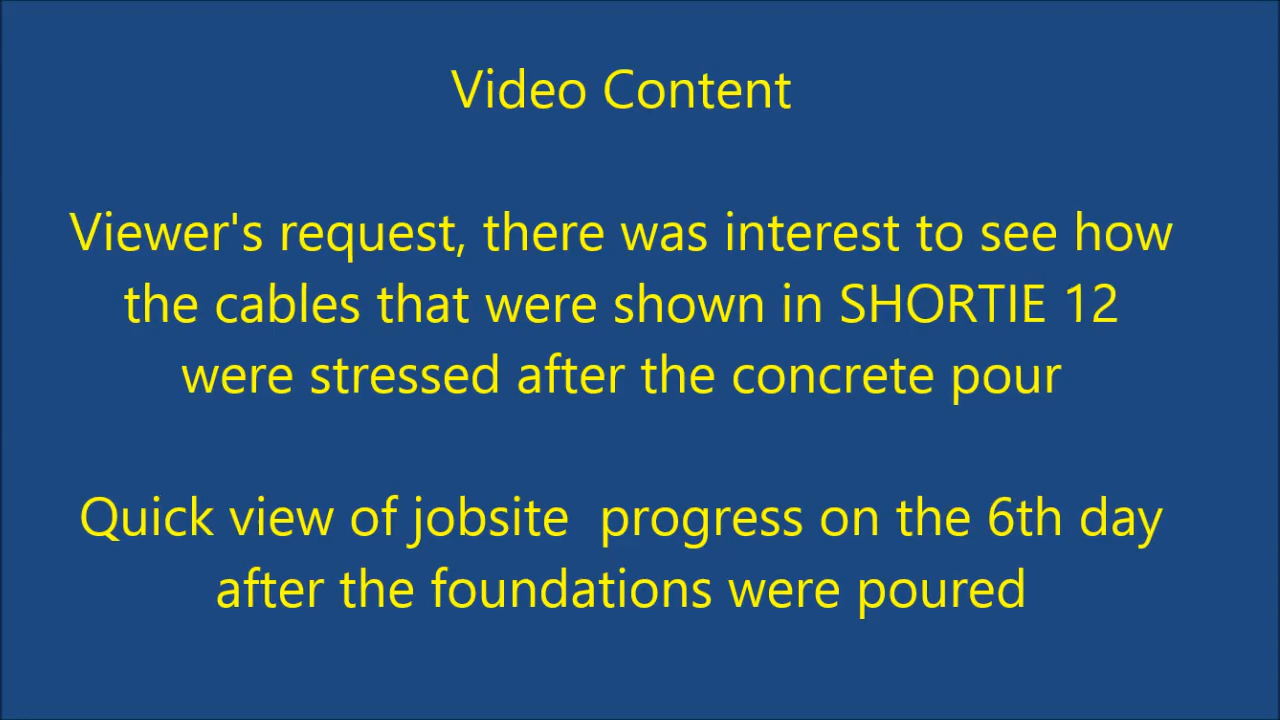 Video Content
Viewer's request, there was interest to see how
the cables that were shown in SHORTIE 12
were stressed after the concrete pour
Quick view of jobsite  progress on the 6th day
after the foundations were poured